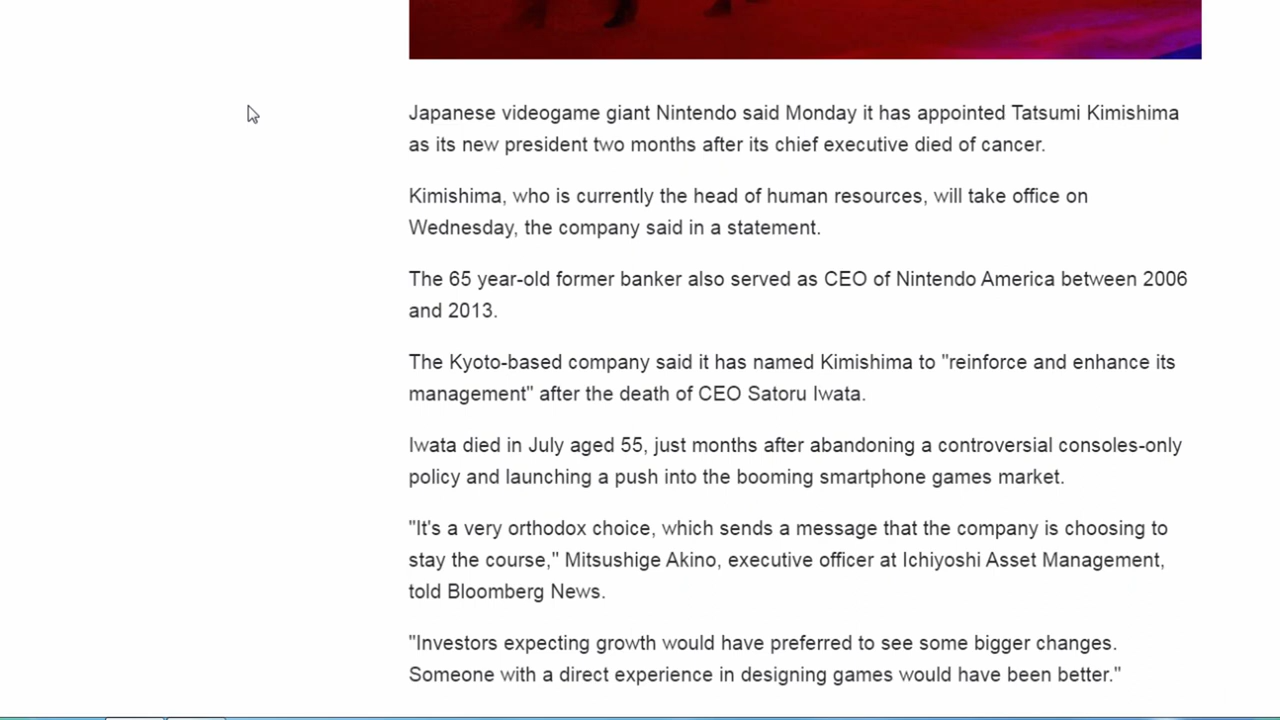 Japanese videogame giant Nintendo said Monday it has appointed Tatsumi Kimishima
as its new president two months after its chief executive died of cancer.
Kimishima, who is currently the head of human resources, will take office on
Wednesday, the company said in a statement.
The 65 year-old former banker also served as CEO of Nintendo America between 2006
and 2013.
The Kyoto-based company said it has named Kimishima to "reinforce and enhance its
management" after the death of CEO Satoru Iwata.
Iwata died in July aged 55, just months after abandoning a controversial consoles-only
policy and launching a push into the booming smartphone games market.
"It's a very orthodox choice, which sends a message that the company is choosing to
stay the course," Mitsushige Akino, executive officer at Ichiyoshi Asset Management,
told Bloomberg News.
"Investors expecting growth would have preferred to see some bigger changes.
Someone with a direct experience in designing games would have been better."